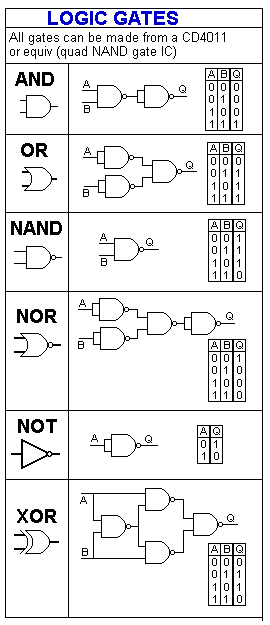 LOGIC GATES
All gates can be made from a CD4011
or equiv (quad NAND gate IC)
AND
A
B
Q
A B Q
0 0 0
0 1 0
1 0 0
1 1 1
OR
A
B
Q
A B Q
0 0 0
0 1 1
1 0 1
1 1 1
NAND
A
B
Q
A B Q
0 0 1
0 1 1
1 0 1
1 1 0
NOR
A
B
Q
A B Q
0 0 1
0 1 0
1 0 0
1 1 0
NOT
A
Q
A Q
0 1
1 0
XOR
A
B
Q
A B Q
0 0 0
0 1 1
1 0 1
1 1 0